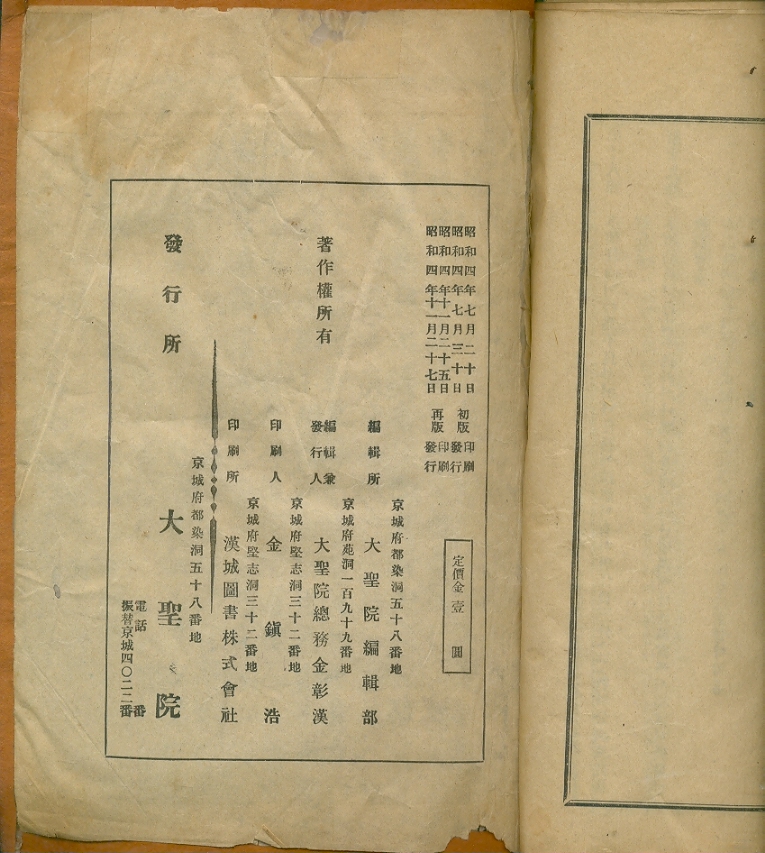 昭和四年七月二十日 初版印刷
昭和四年七月三十日 發行
昭和四年十一月二十五日 再版印刷
昭和四年十一月二十七日 發行
定價金壹圓
著作權所有
京城府都染洞五十八番地
編輯所 大聖院編輯部
京城府苑洞一百九十九番地
編輯兼
發行人 大聖院總務金彰漢
京城府堅志洞三十二番地
印刷人 金鎭浩
京城府堅志洞三十二番地
印刷所 漢城圖書株式會社
京城府都染洞五十八番地
發行所 大聖院
電話 番
振替京城四〇二二番